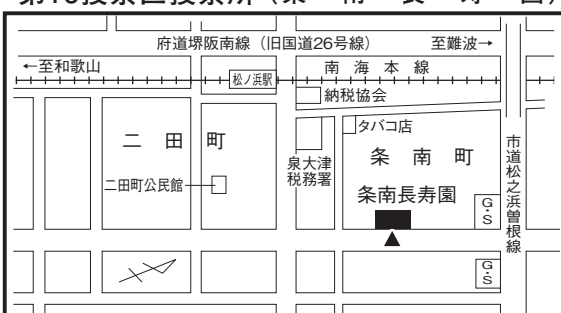 府道堺阪南線（旧国道26号線）
至難波→
←至和歌山
松ノ浜駅
南海本線
納税協会
タバコ店
二田町
泉大津
税務署
条南町
二田町公民館
条南長寿園
G・S
市道松之浜曽根線
G・S